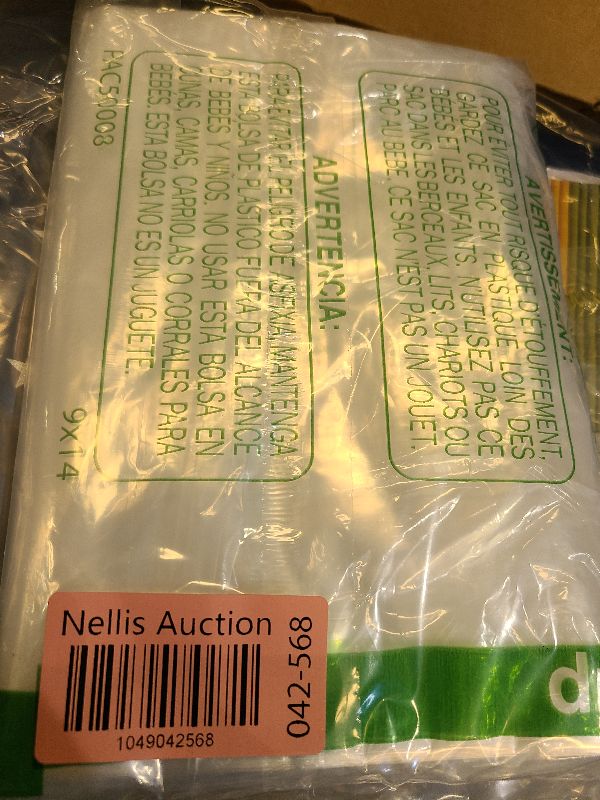 AVERTISSEMENT:
POUR EVITER TOUT RISQUE D'ETOUFFEMENT.
GARDEZ CE SAC EN PLASTIQUE LOIN DES
BEBES ET LES ENFANTS. N'UTILISEZ PAS CE
SAC DANS LES BERCEAUX, LITS, CHARIOTS OU
PARC AU BEBE. CE SAC N'EST PAS UN JOUET.
ADVERTENCIA:
PARA EVITAR EL PELIGRO DE ASFIXIA, MANTENGA
ESTA BOLSA DE PLASTICO FUERA DEL ALCANCE
DE BEBES Y NIÑOS. NO USAR ESTA BOLSA EN
CUNAS, CAMAS, CARRIOLAS O CORRALES PARA
BEBES. ESTA BOLSA NO ES UN JUGUETE.
9X14
Nellis Auction
1049042568
042-568